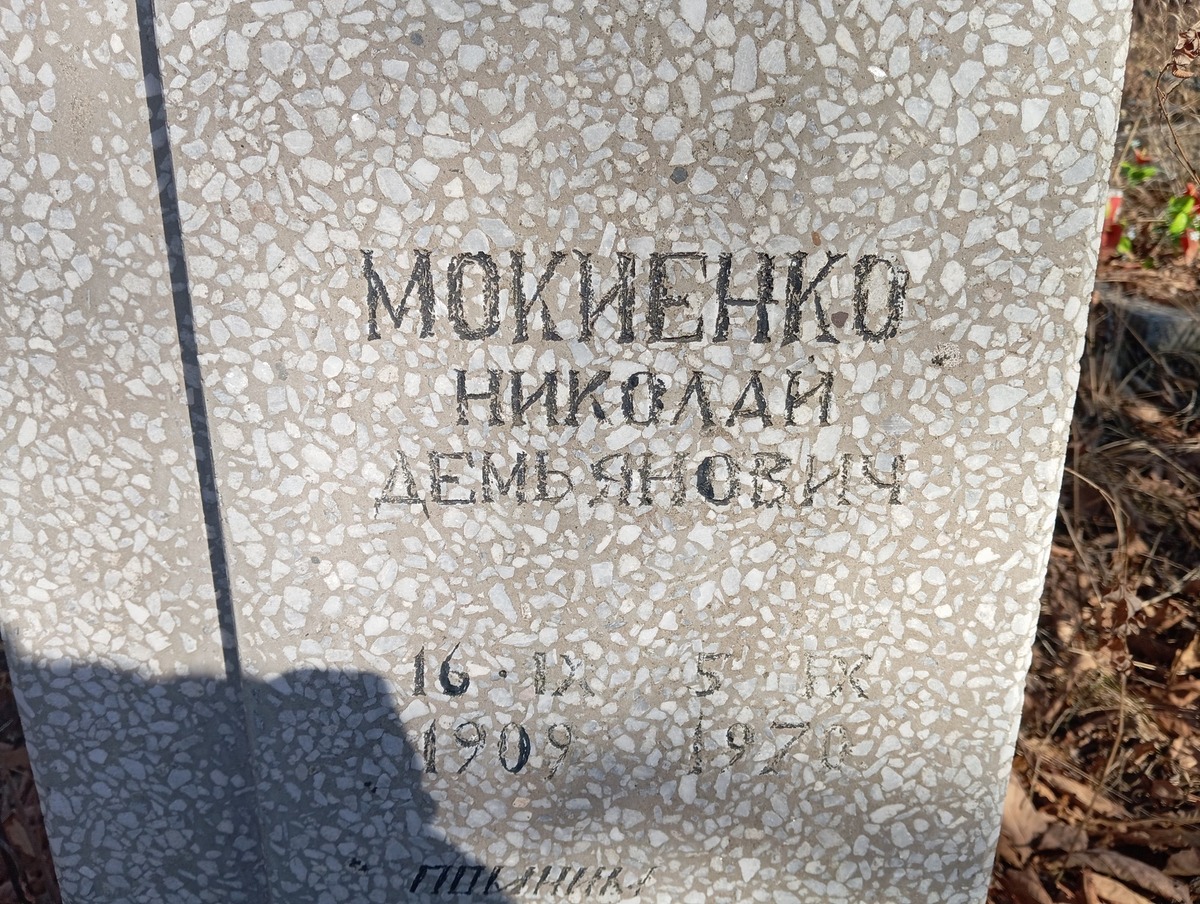 МОКИЕНКО
НИКОЛАЙ
ДЕМЬЯНОВИЧ
16·IX 5 IX
1909 1970